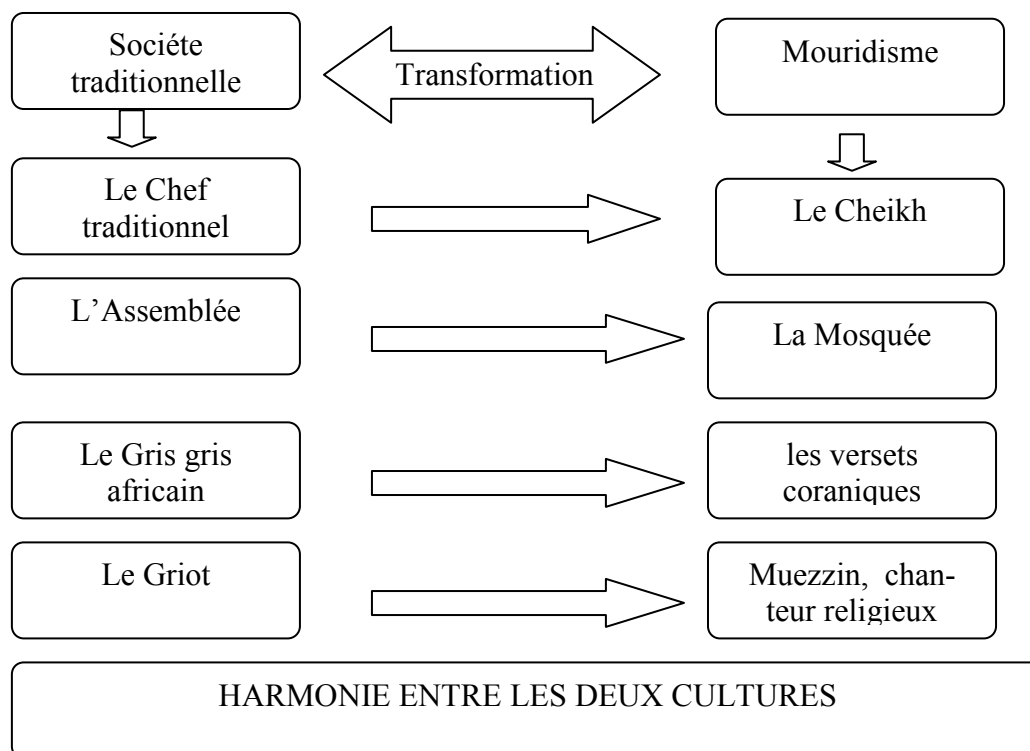 Sociéte
traditionnelle
Transformation
Mouridisme
Le Chef
traditionnel
Le Cheikh
L’Assemblée
La Mosquée
Le Gris gris
africain
les versets
coraniques
Le Griot
Muezzin, chan-
teur religieux
HARMONIE ENTRE LES DEUX CULTURES